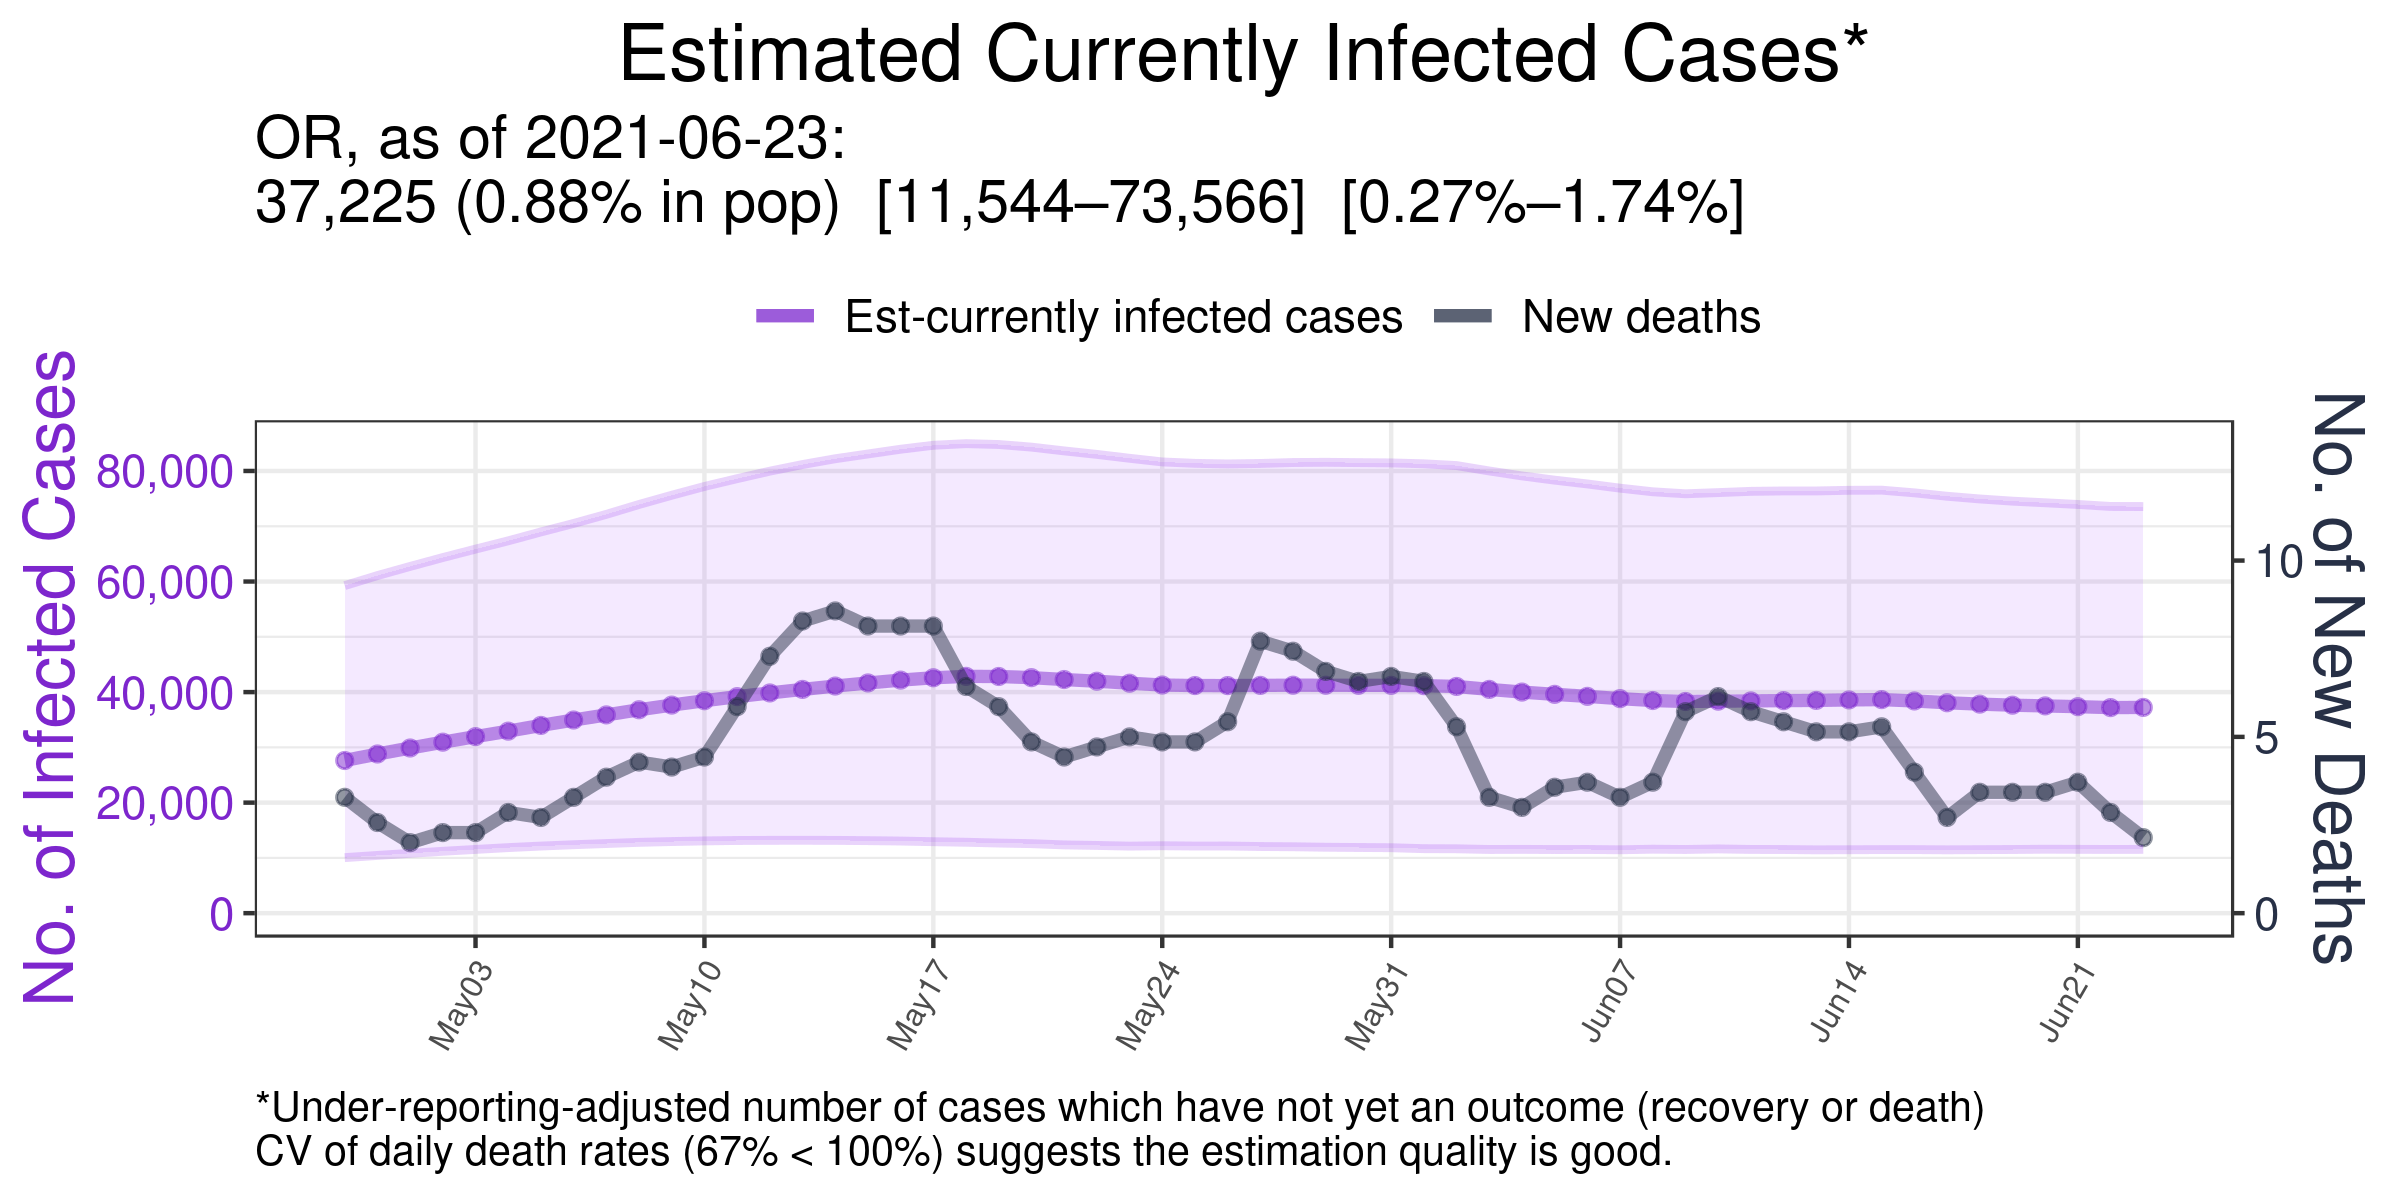 Estimated Currently Infected Cases*
OR, as of 2021-06-23:
37,225 (0.88% in pop)  [11,544–73,566]  [0.27%–1.74%]
Est-currently infected cases
New deaths
No. of Infected Cases
80,000
60,000
40,000
20,000
0
10
5
0
No. of New Deaths
May03
May10
May17
May24
May31
Jun07
Jun14
Jun21
*Under-reporting-adjusted number of cases which have not yet an outcome (recovery or death)
CV of daily death rates (67% < 100%) suggests the estimation quality is good.